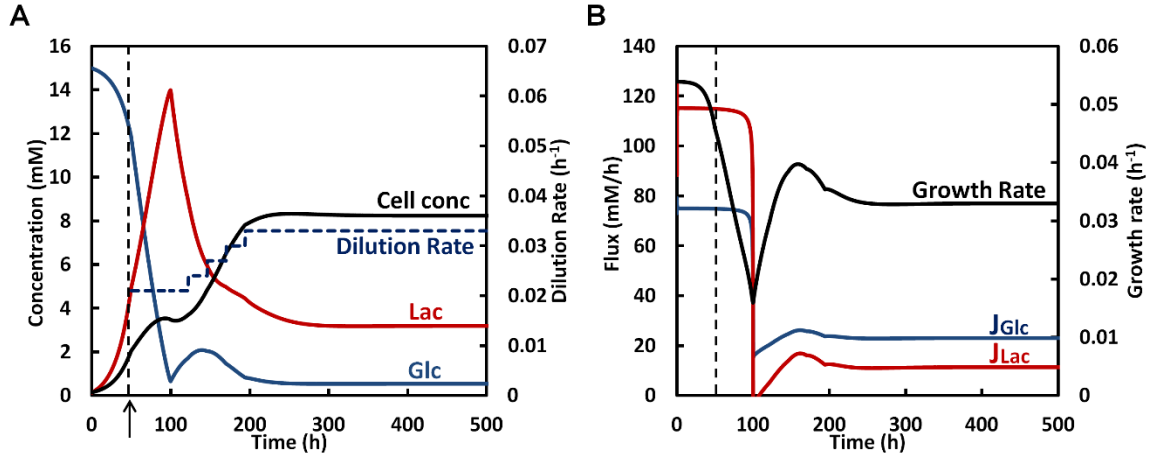 A
Concentration (mM)
16
14
12
10
8
6
4
2
0
0.07
0.06
0.05
0.04
0.03
0.02
0.01
0
Dilution Rate (h⁻¹)
Cell conc
Dilution Rate
Lac
Glc
0 100 200 300 400 500
Time (h)
B
Flux (mM/h)
140
120
100
80
60
40
20
0
0.06
0.05
0.04
0.03
0.02
0.01
0
Growth rate (h⁻¹)
Growth Rate
JGlc
JLac
0 100 200 300 400 500
Time (h)